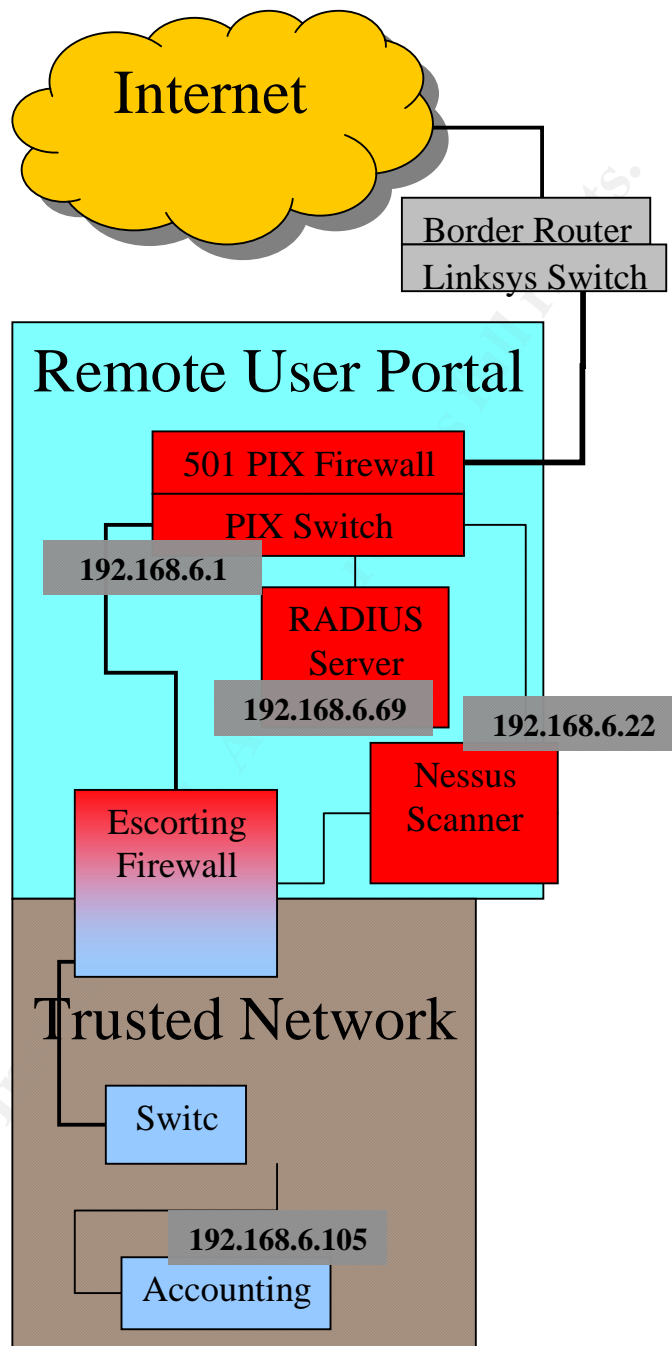 Internet
Border Router
Linksys Switch
Remote User Portal
501 PIX Firewall
PIX Switch
192.168.6.1
RADIUS
Server
192.168.6.69
192.168.6.22
Nessus
Scanner
Escorting
Firewall
Trusted Network
Switc
192.168.6.105
Accounting